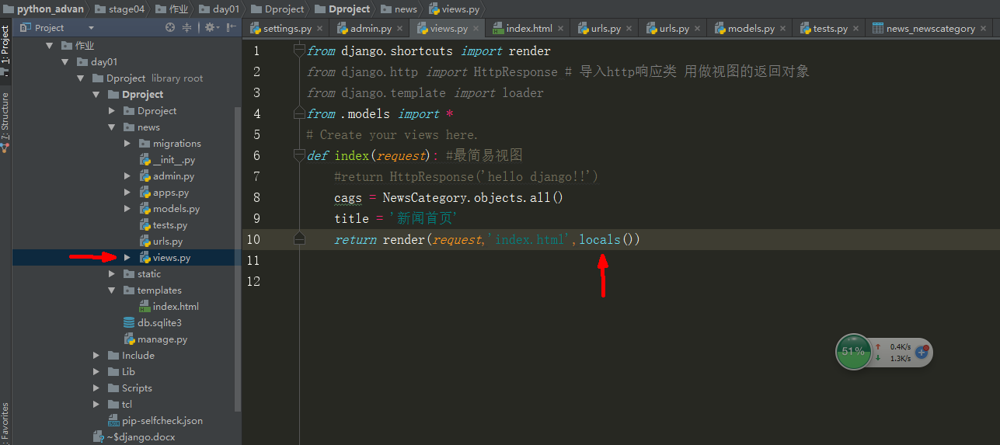 python_advan stage04 作业 day01 Dproject Dproject news views.py
Project
settings.py admin.py views.py index.html urls.py urls.py models.py tests.py news_newscategory
1: Project
7: Structure
Favorites
作业
day01
Dproject library root
Dproject
Dproject
news
migrations
__init__.py
admin.py
apps.py
models.py
tests.py
urls.py
views.py
static
templates
index.html
db.sqlite3
manage.py
Include
Lib
Scripts
tcl
pip-selfcheck.json
~$django.docx
1 from django.shortcuts import render
2 from django.http import HttpResponse # 导入http响应类 用做视图的返回对象
3 from django.template import loader
4 from .models import *
5 # Create your views here.
6 def index(request): #最简易视图
7 #return HttpResponse('hello django!!')
8 cags = NewsCategory.objects.all()
9 title = '新闻首页'
10 return render(request,'index.html',locals())
11
12
51%
0.4K/s
1.3K/s